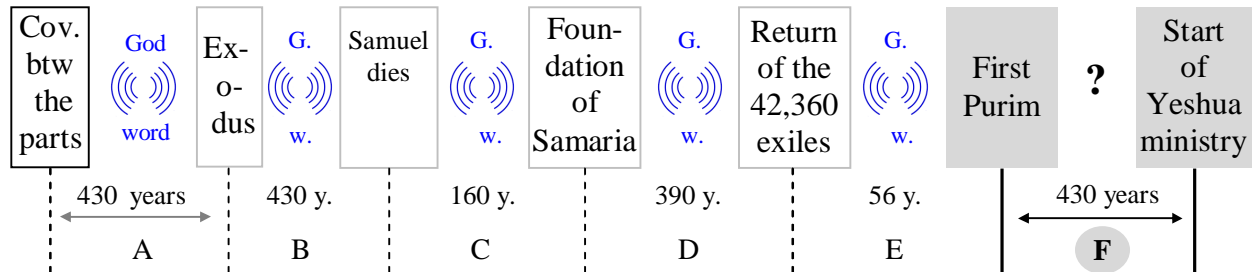 Cov.
btw
the
parts
God
word
Ex-
o-
dus
G.
w.
Samuel
dies
G.
w.
Foun-
dation
of
Samaria
G.
w.
Return
of the
42,360
exiles
G.
w.
First
Purim
?
Start
of
Yeshua
ministry
430 years
430 y.
160 y.
390 y.
56 y.
430 years
A
B
C
D
E
F